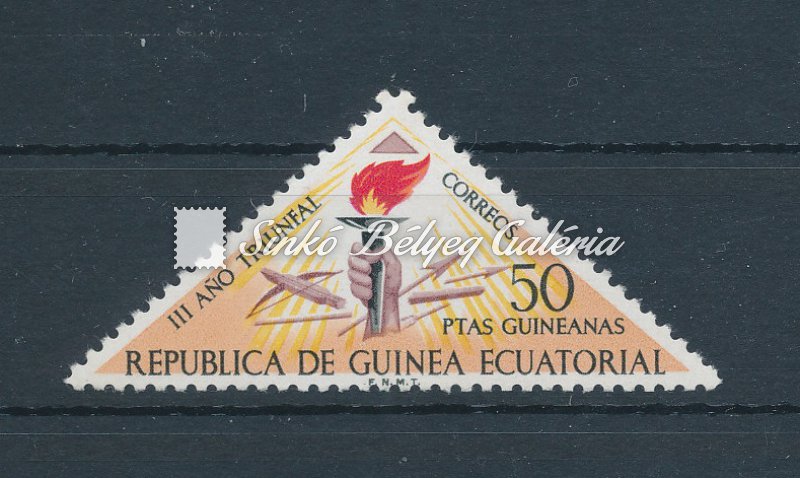 III AÑO TRIUNFAL
CORREOS
Sinkó Bélyeg Galéria
50
PTAS GUINEANAS
REPUBLICA DE GUINEA ECUATORIAL
F.N.M.T.